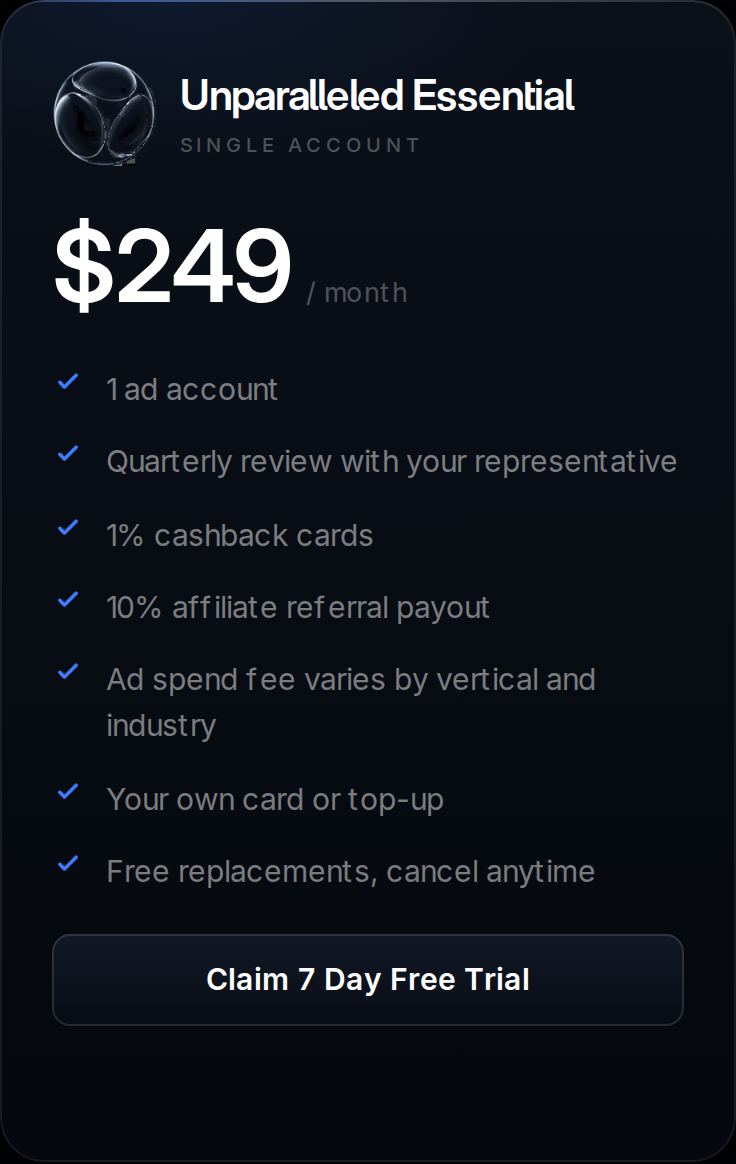 Unparalleled Essential
SINGLE ACCOUNT
$249 / month
1 ad account
Quarterly review with your representative
1% cashback cards
10% affiliate referral payout
Ad spend fee varies by vertical and
industry
Your own card or top-up
Free replacements, cancel anytime
Claim 7 Day Free Trial